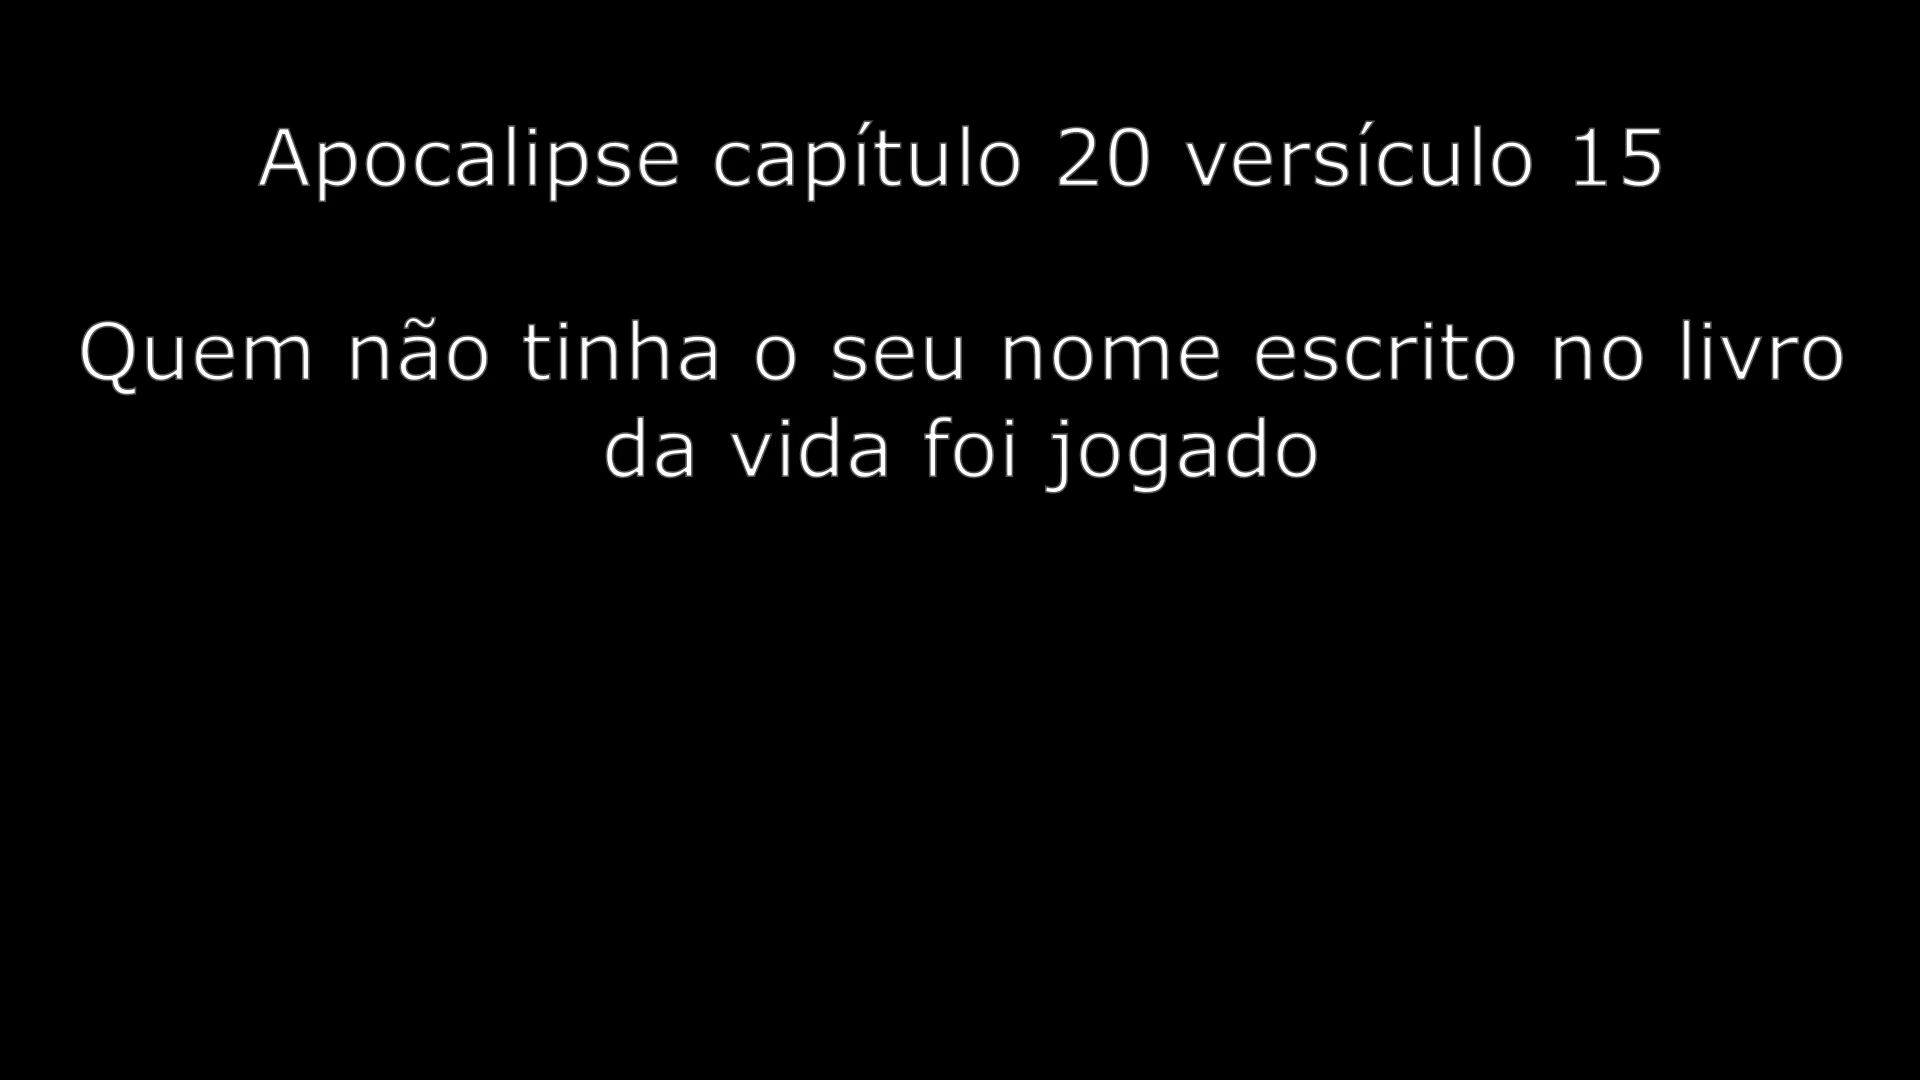 Apocalipse capítulo 20 versículo 15
Quem não tinha o seu nome escrito no livro
da vida foi jogado